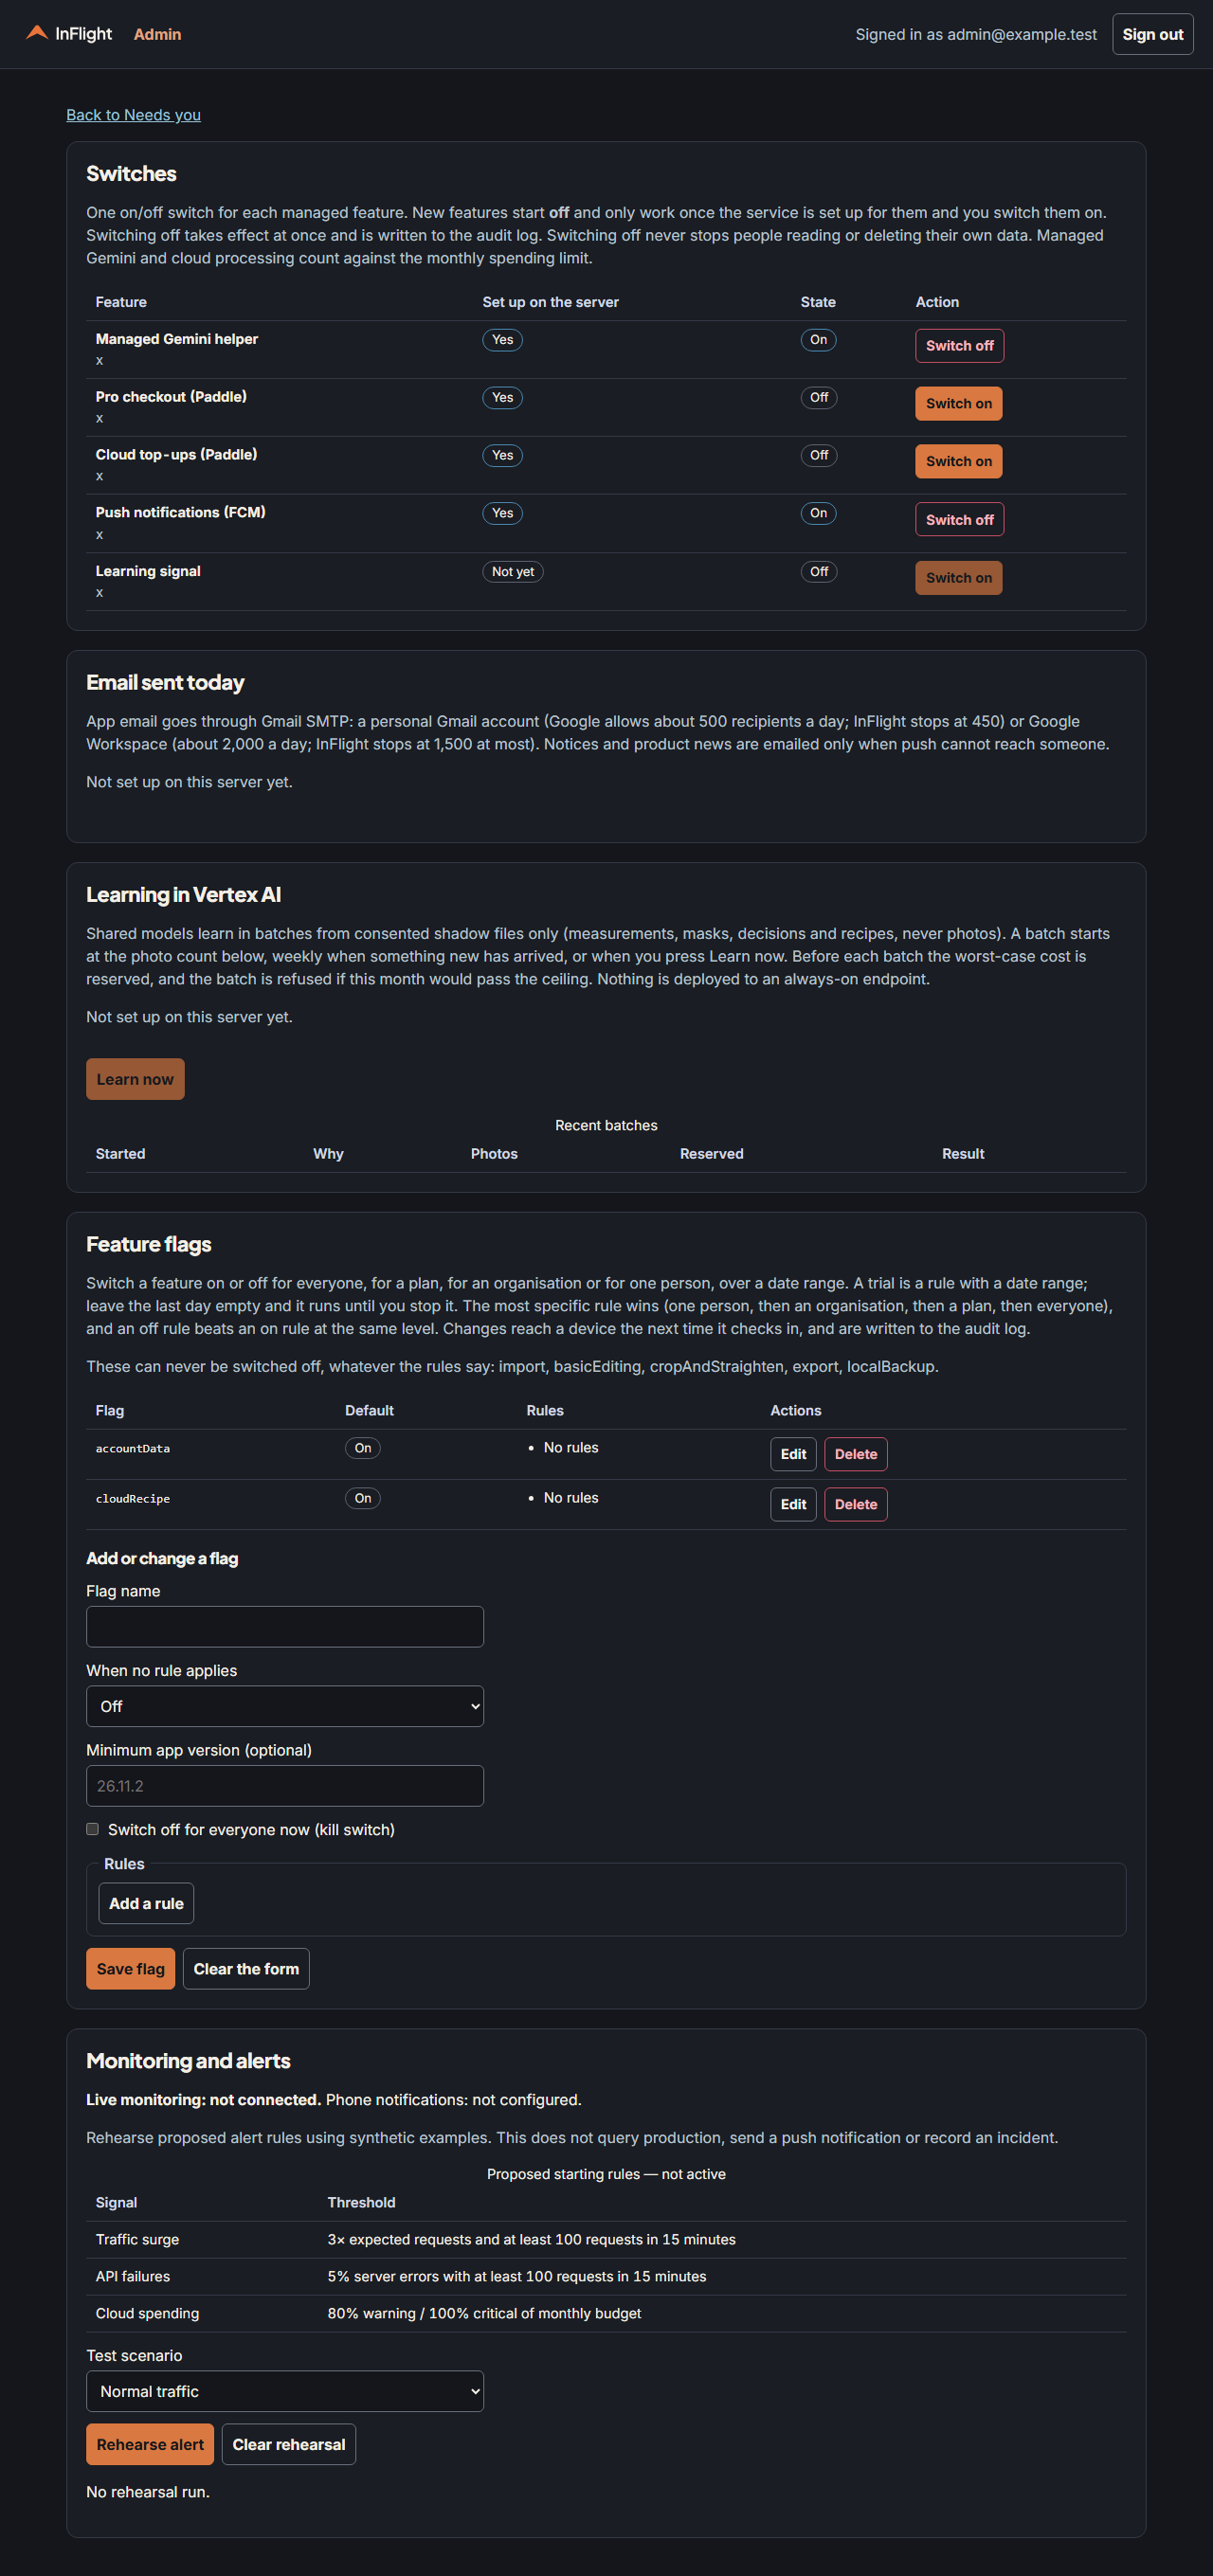 InFlight Admin Signed in as admin@example.test Sign out
Back to Needs you
Switches
One on/off switch for each managed feature. New features start off and only work once the service is set up for them and you switch them on.
Switching off takes effect at once and is written to the audit log. Switching off never stops people reading or deleting their own data. Managed
Gemini and cloud processing count against the monthly spending limit.
Feature Set up on the server State Action
Managed Gemini helper Yes On Switch off
x
Pro checkout (Paddle) Yes Off Switch on
x
Cloud top-ups (Paddle) Yes Off Switch on
x
Push notifications (FCM) Yes On Switch off
x
Learning signal Not yet Off Switch on
x
Email sent today
App email goes through Gmail SMTP: a personal Gmail account (Google allows about 500 recipients a day; InFlight stops at 450) or Google
Workspace (about 2,000 a day; InFlight stops at 1,500 at most). Notices and product news are emailed only when push cannot reach someone.
Not set up on this server yet.
Learning in Vertex AI
Shared models learn in batches from consented shadow files only (measurements, masks, decisions and recipes, never photos). A batch starts
at the photo count below, weekly when something new has arrived, or when you press Learn now. Before each batch the worst-case cost is
reserved, and the batch is refused if this month would pass the ceiling. Nothing is deployed to an always-on endpoint.
Not set up on this server yet.
Learn now
Recent batches
Started Why Photos Reserved Result
Feature flags
Switch a feature on or off for everyone, for a plan, for an organisation or for one person, over a date range. A trial is a rule with a date range;
leave the last day empty and it runs until you stop it. The most specific rule wins (one person, then an organisation, then a plan, then everyone),
and an off rule beats an on rule at the same level. Changes reach a device the next time it checks in, and are written to the audit log.
These can never be switched off, whatever the rules say: import, basicEditing, cropAndStraighten, export, localBackup.
Flag Default Rules Actions
accountData On • No rules Edit Delete
cloudRecipe On • No rules Edit Delete
Add or change a flag
Flag name
When no rule applies
Off
Minimum app version (optional)
26.11.2
Switch off for everyone now (kill switch)
Rules
Add a rule
Save flag Clear the form
Monitoring and alerts
Live monitoring: not connected. Phone notifications: not configured.
Rehearse proposed alert rules using synthetic examples. This does not query production, send a push notification or record an incident.
Proposed starting rules — not active
Signal Threshold
Traffic surge 3× expected requests and at least 100 requests in 15 minutes
API failures 5% server errors with at least 100 requests in 15 minutes
Cloud spending 80% warning / 100% critical of monthly budget
Test scenario
Normal traffic
Rehearse alert Clear rehearsal
No rehearsal run.